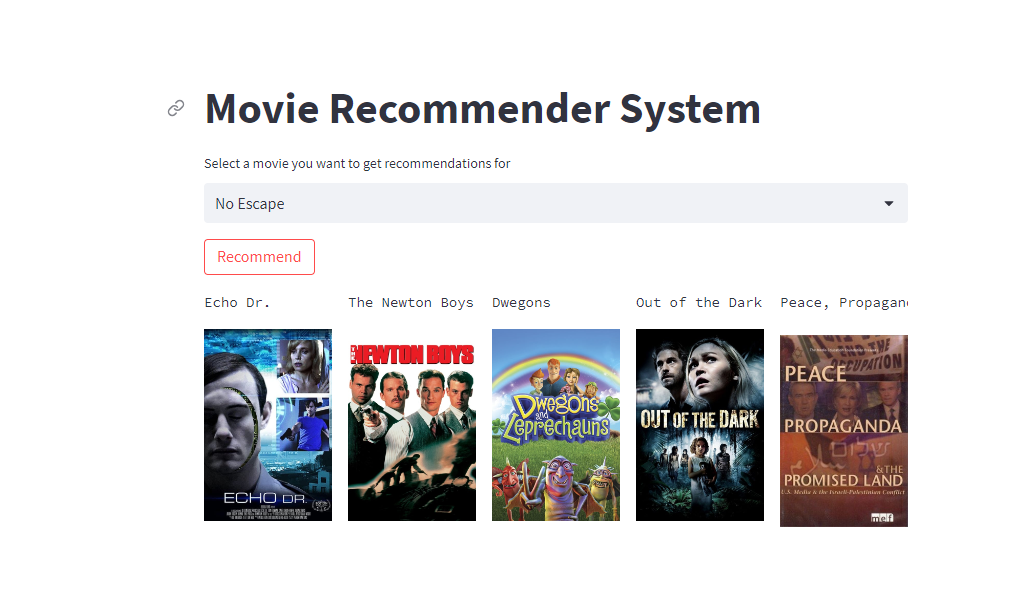 Movie Recommender System
Select a movie you want to get recommendations for
No Escape
Recommend
Echo Dr.
The Newton Boys
Dwegons
Out of the Dark
Peace, Propagan
ECHO DR.
THE
NEWTON BOYS
Dwegons
and
Leprechauns
OUT OF THE DARK
OCCUPATION
PEACE
PROPAGANDA
& THE
PROMISED LAND
U.S. Media & the Israeli-Palestinian Conflict
mef